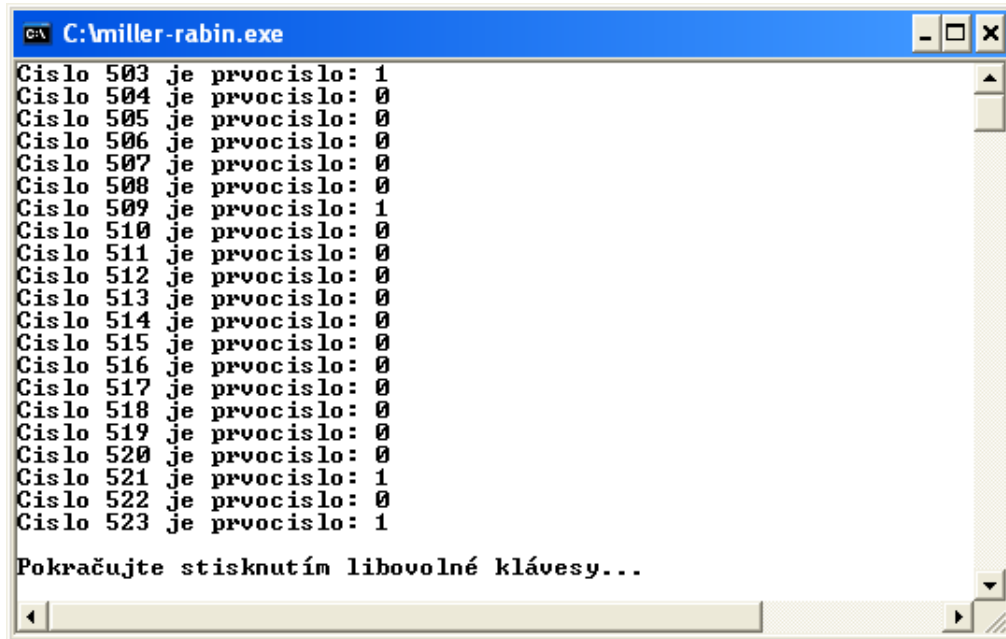 C:\miller-rabin.exe
Cislo 503 je prvocislo: 1
Cislo 504 je prvocislo: 0
Cislo 505 je prvocislo: 0
Cislo 506 je prvocislo: 0
Cislo 507 je prvocislo: 0
Cislo 508 je prvocislo: 0
Cislo 509 je prvocislo: 1
Cislo 510 je prvocislo: 0
Cislo 511 je prvocislo: 0
Cislo 512 je prvocislo: 0
Cislo 513 je prvocislo: 0
Cislo 514 je prvocislo: 0
Cislo 515 je prvocislo: 0
Cislo 516 je prvocislo: 0
Cislo 517 je prvocislo: 0
Cislo 518 je prvocislo: 0
Cislo 519 je prvocislo: 0
Cislo 520 je prvocislo: 0
Cislo 521 je prvocislo: 1
Cislo 522 je prvocislo: 0
Cislo 523 je prvocislo: 1
Pokračujte stisknutím libovolné klávesy...